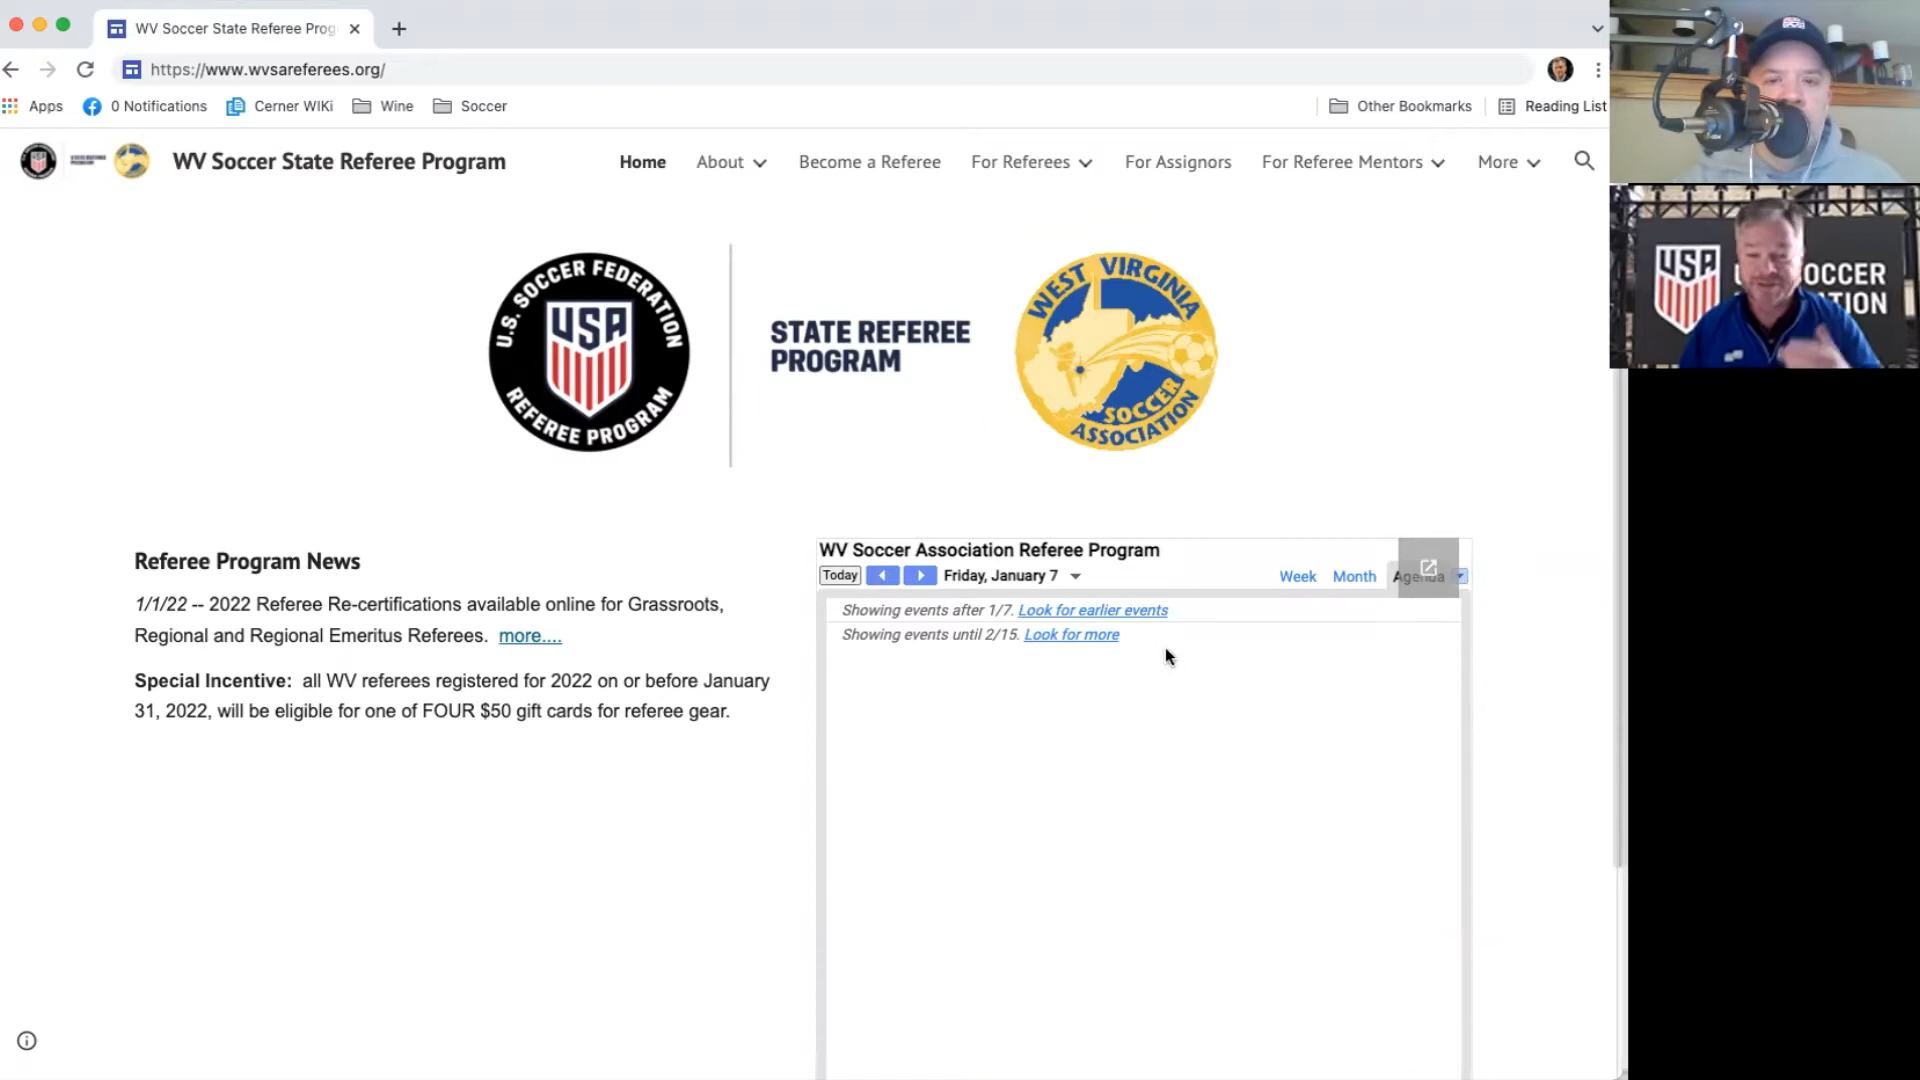 WV Soccer State Referee Prog
https://www.wvsareferees.org/
Apps
0 Notifications
Cerner WIKi
Wine
Soccer
Other Bookmarks
Reading List
WV Soccer State Referee Program
Home
About
Become a Referee
For Referees
For Assignors
For Referee Mentors
More
U.S. SOCCER FEDERATION
USA
REFEREE PROGRAM
STATE REFEREE
PROGRAM
WEST VIRGINIA
SOCCER
ASSOCIATION
USA
OCCER
Referee Program News
1/1/22 -- 2022 Referee Re-certifications available online for Grassroots,
Regional and Regional Emeritus Referees. more....
Special Incentive: all WV referees registered for 2022 on or before January
31, 2022, will be eligible for one of FOUR $50 gift cards for referee gear.
WV Soccer Association Referee Program
Today
Friday, January 7
Week
Month
Agenda
Showing events after 1/7. Look for earlier events
Showing events until 2/15. Look for more